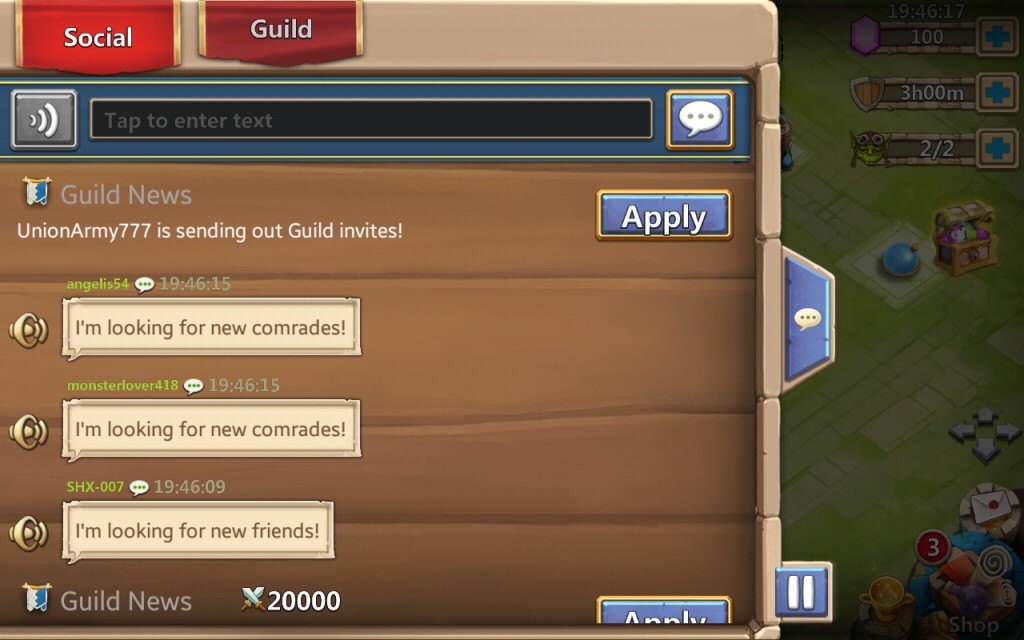 Social
Guild
19:46:17
100
Tap to enter text
3h00m
2/2
Guild News
UnionArmy777 is sending out Guild invites!
Apply
angelis54 19:46:15
I'm looking for new comrades!
monsterlover418 19:46:15
I'm looking for new comrades!
SHX-007 19:46:09
I'm looking for new friends!
3
Guild News 20000
Apply
Shop